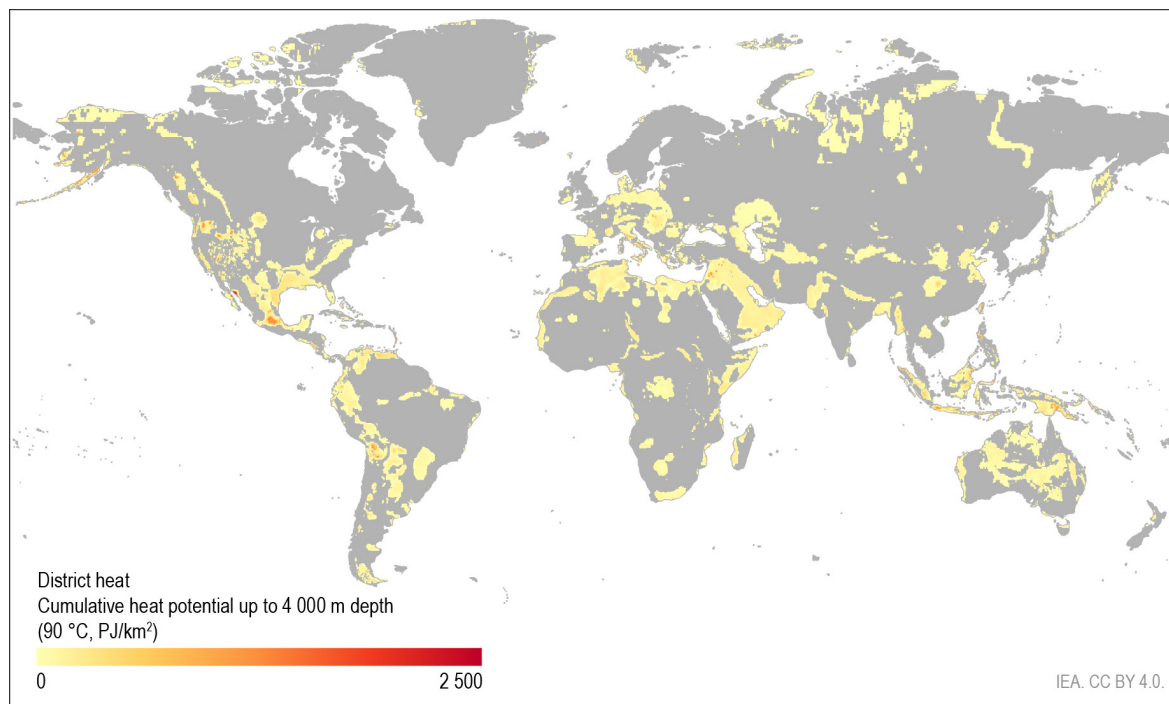 District heat
Cumulative heat potential up to 4 000 m depth
(90 °C, PJ/km²)
0
2 500
IEA. CC BY 4.0.